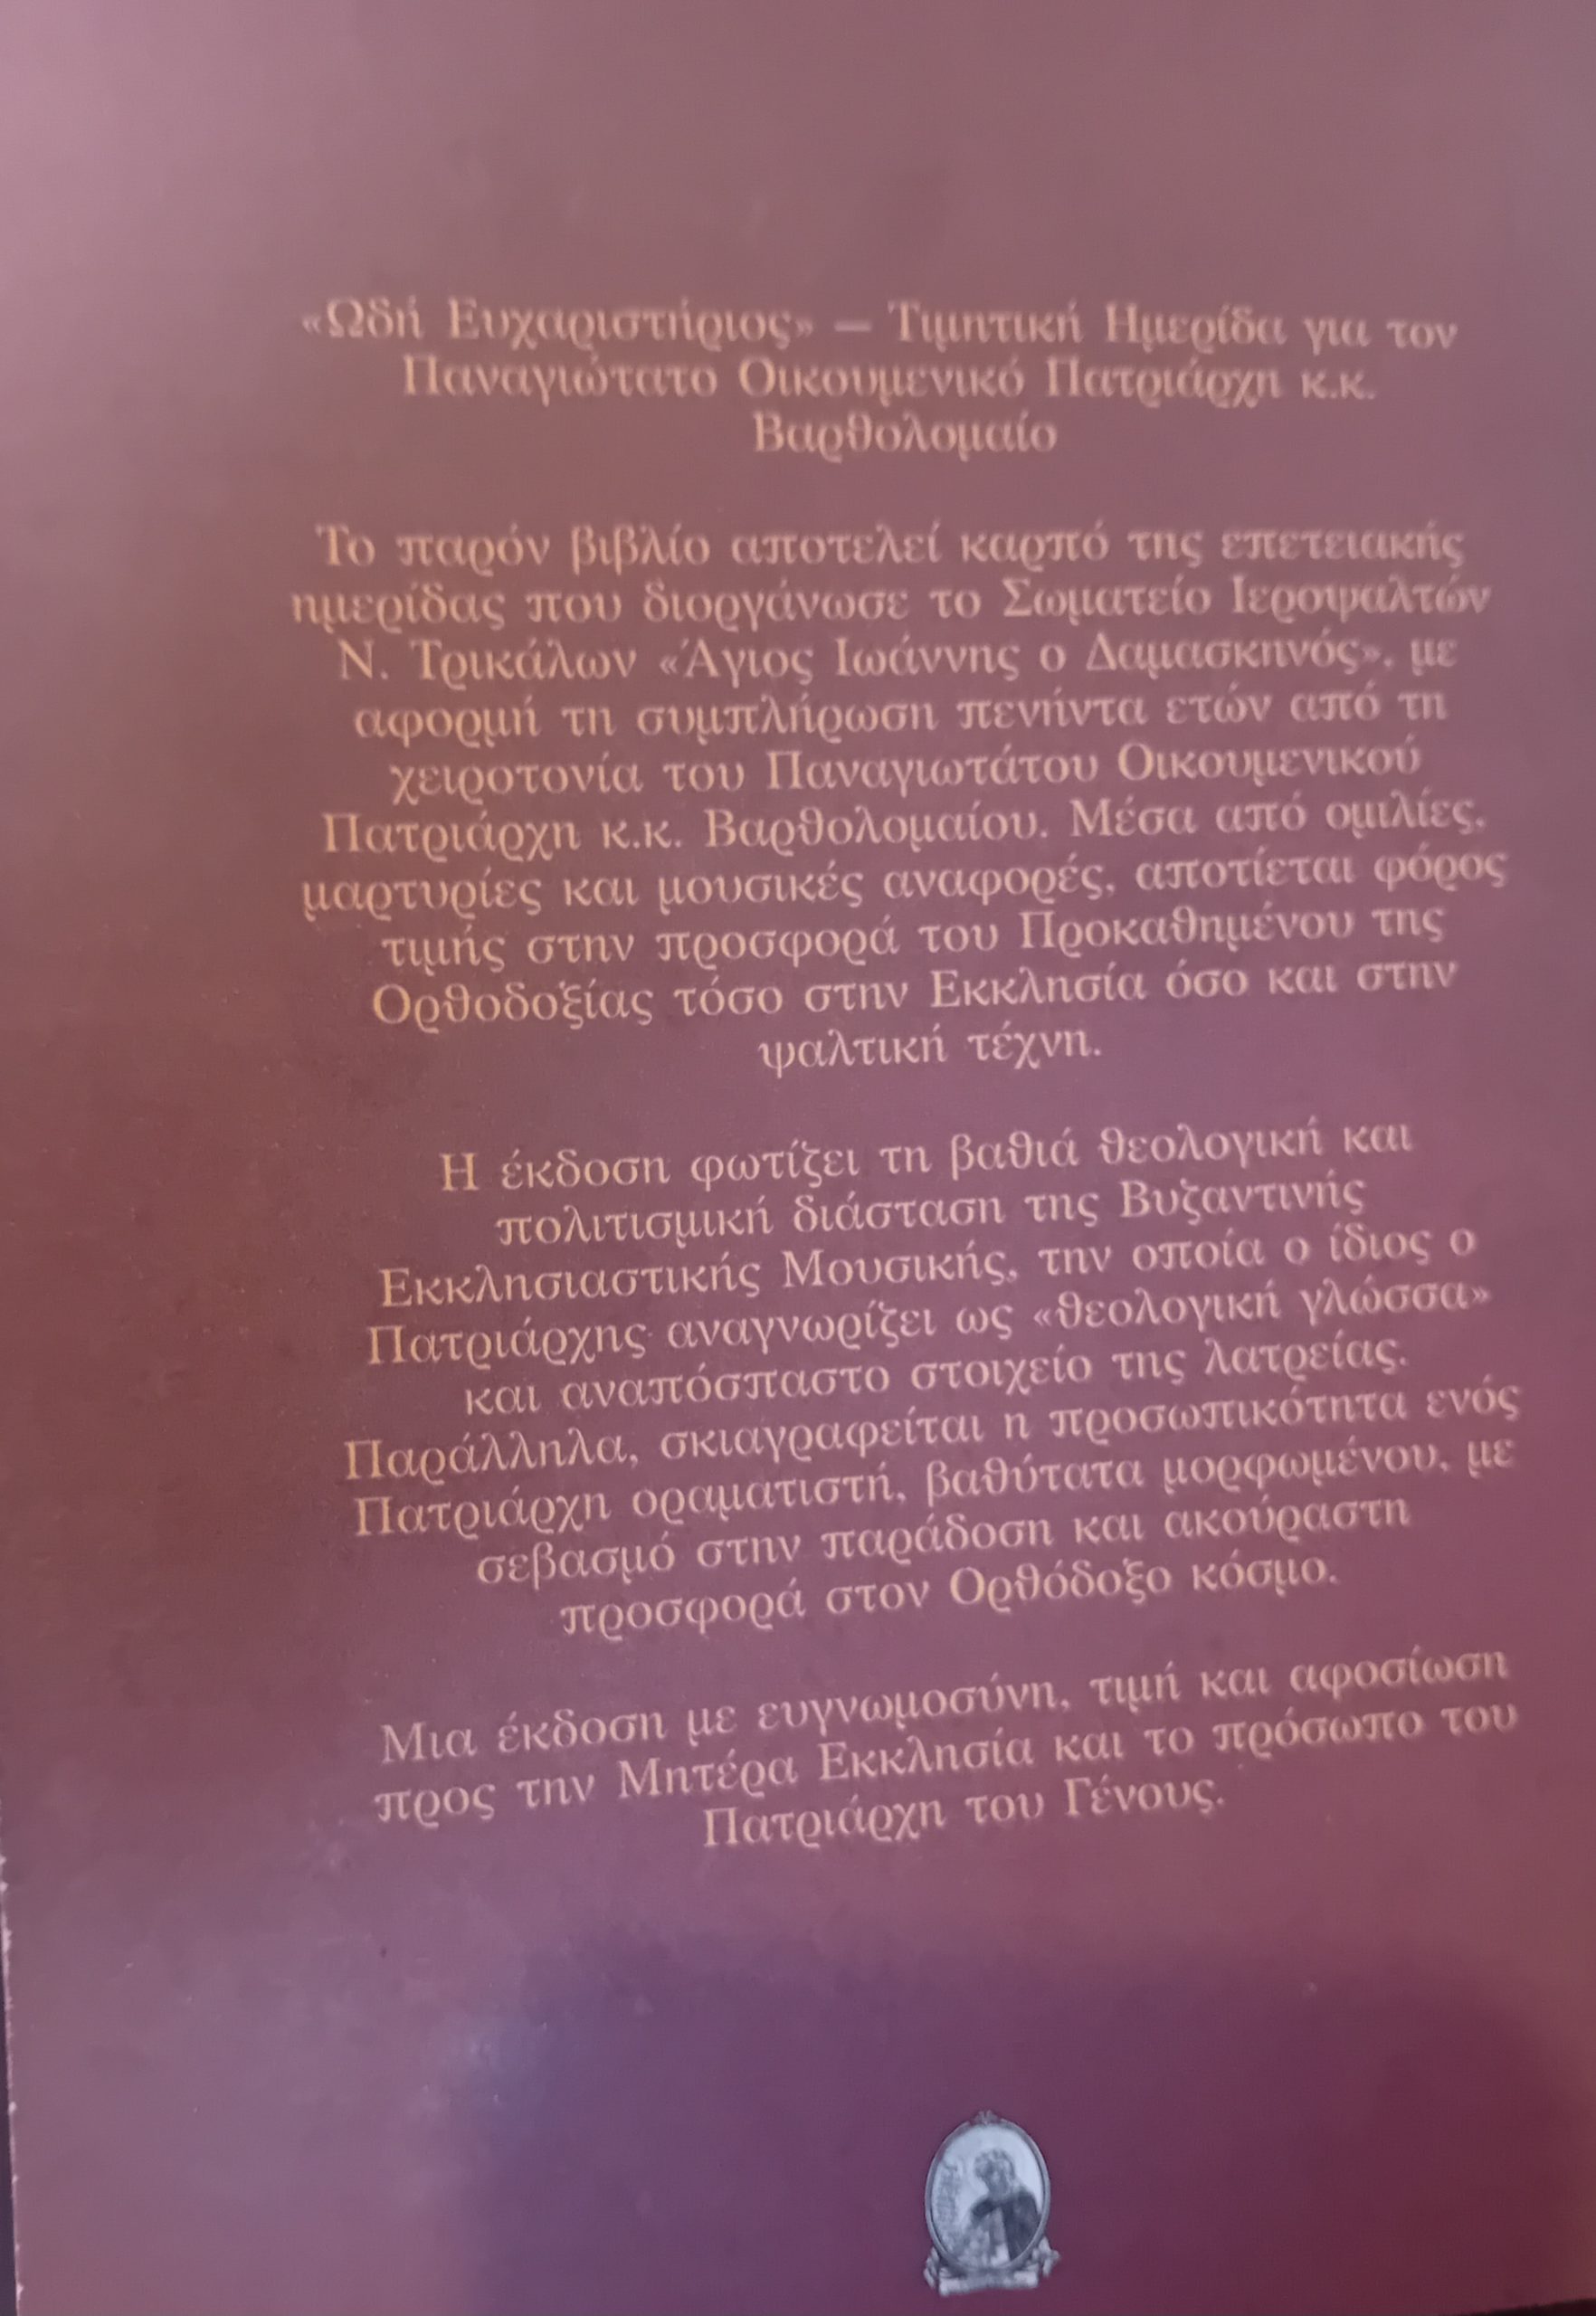 «Ωδή Ευχαριστήριος» – Τιμητική Ημερίδα για τον
Παναγιώτατο Οικουμενικό Πατριάρχη κ.κ.
Βαρθολομαίο
Το παρόν βιβλίο αποτελεί καρπό της επετειακής
ημερίδας που διοργάνωσε το Σωματείο Ιεροψαλτών
Ν. Τρικάλων «Άγιος Ιωάννης ο Δαμασκηνός», με
αφορμή τη συμπλήρωση πενήντα ετών από τη
χειροτονία του Παναγιωτάτου Οικουμενικού
Πατριάρχη κ.κ. Βαρθολομαίου. Μέσα από ομιλίες,
μαρτυρίες και μουσικές αναφορές, αποτίεται φόρος
τιμής στην προσφορά του Προκαθημένου της
Ορθοδοξίας τόσο στην Εκκλησία όσο και στην
ψαλτική τέχνη.
Η έκδοση φωτίζει τη βαθιά θεολογική και
πολιτισμική διάσταση της Βυζαντινής
Εκκλησιαστικής Μουσικής, την οποία ο ίδιος ο
Πατριάρχης αναγνωρίζει ως «θεολογική γλώσσα»
και αναπόσπαστο στοιχείο της λατρείας.
Παράλληλα, σκιαγραφείται η προσωπικότητα ενός
Πατριάρχη οραματιστή, βαθύτατα μορφωμένου, με
σεβασμό στην παράδοση και ακούραστη
προσφορά στον Ορθόδοξο κόσμο.
Μια έκδοση με ευγνωμοσύνη, τιμή και αφοσίωση
προς την Μητέρα Εκκλησία και το πρόσωπο του
Πατριάρχη του Γένους.